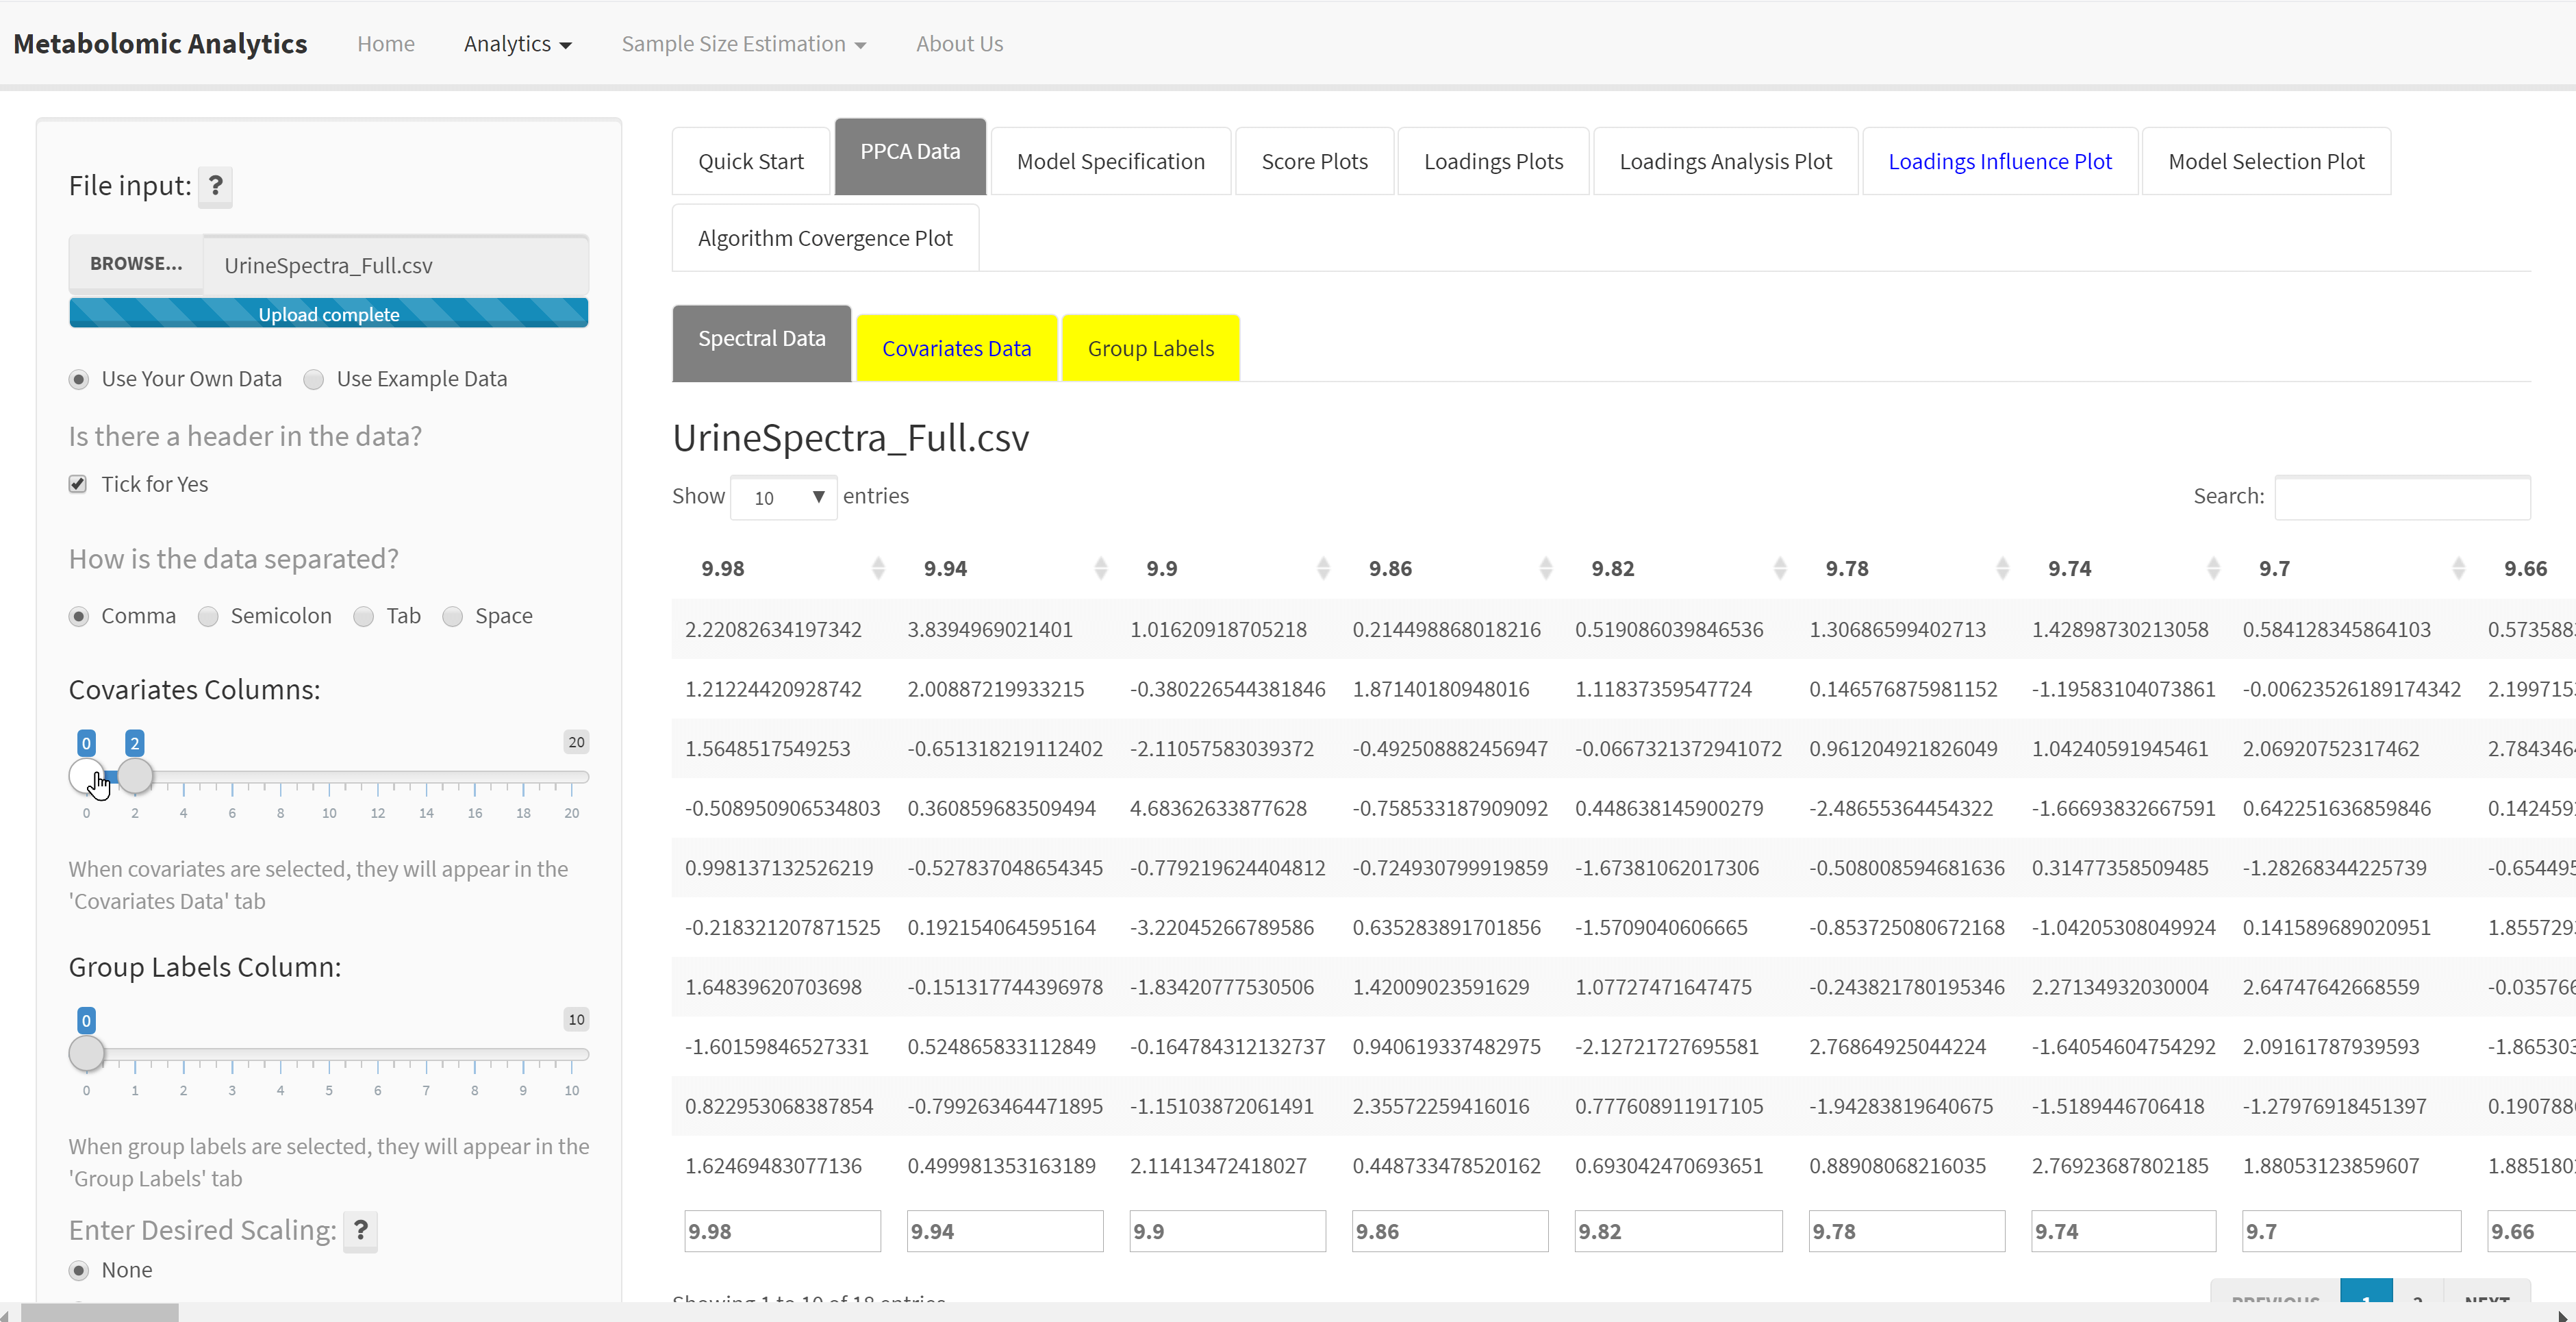 Metabolomic Analytics Home Analytics Sample Size Estimation About Us
File input: ?
BROWSE... UrineSpectra_Full.csv
Upload complete
Use Your Own Data Use Example Data
Is there a header in the data?
Tick for Yes
How is the data separated?
Comma Semicolon Tab Space
Covariates Columns:
0 2 20
0 2 4 6 8 10 12 14 16 18 20
When covariates are selected, they will appear in the
'Covariates Data' tab
Group Labels Column:
0 10
0 1 2 3 4 5 6 7 8 9 10
When group labels are selected, they will appear in the
'Group Labels' tab
Enter Desired Scaling: ?
None
Quick Start PPCA Data Model Specification Score Plots Loadings Plots Loadings Analysis Plot Loadings Influence Plot Model Selection Plot
Algorithm Covergence Plot
Spectral Data Covariates Data Group Labels
UrineSpectra_Full.csv
Show 10 entries Search:
9.98 9.94 9.9 9.86 9.82 9.78 9.74 9.7 9.66
2.22082634197342 3.8394969021401 1.01620918705218 0.214498868018216 0.519086039846536 1.30686599402713 1.42898730213058 0.584128345864103 0.573588
1.21224420928742 2.00887219933215 -0.380226544381846 1.87140180948016 1.11837359547724 0.146576875981152 -1.19583104073861 -0.00623526189174342 2.199715
1.5648517549253 -0.651318219112402 -2.11057583039372 -0.492508882456947 -0.0667321372941072 0.961204921826049 1.04240591945461 2.06920752317462 2.784346
-0.508950906534803 0.360859683509494 4.68362633877628 -0.758533187909092 0.448638145900279 -2.48655364454322 -1.66693832667591 0.642251636859846 0.142459
0.998137132526219 -0.527837048654345 -0.779219624404812 -0.724930799919859 -1.67381062017306 -0.508008594681636 0.31477358509485 -1.28268344225739 -0.654495
-0.218321207871525 0.192154064595164 -3.22045266789586 0.635283891701856 -1.5709040606665 -0.853725080672168 -1.04205308049924 0.141589689020951 1.855729
1.64839620703698 -0.151317744396978 -1.83420777530506 1.42009023591629 1.07727471647475 -0.243821780195346 2.27134932030004 2.64747642668559 -0.035766
-1.60159846527331 0.524865833112849 -0.164784312132737 0.940619337482975 -2.12721727695581 2.76864925044224 -1.64054604754292 2.09161787939593 -1.865303
0.822953068387854 -0.799263464471895 -1.15103872061491 2.35572259416016 0.777608911917105 -1.94283819640675 -1.5189446706418 -1.27976918451397 0.190788
1.62469483077136 0.499981353163189 2.11413472418027 0.448733478520162 0.693042470693651 0.88908068216035 2.76923687802185 1.88053123859607 1.885180
9.98 9.94 9.9 9.86 9.82 9.78 9.74 9.7 9.66
Showing 1 to 10 of 18 entries PREVIOUS 1 2 NEXT